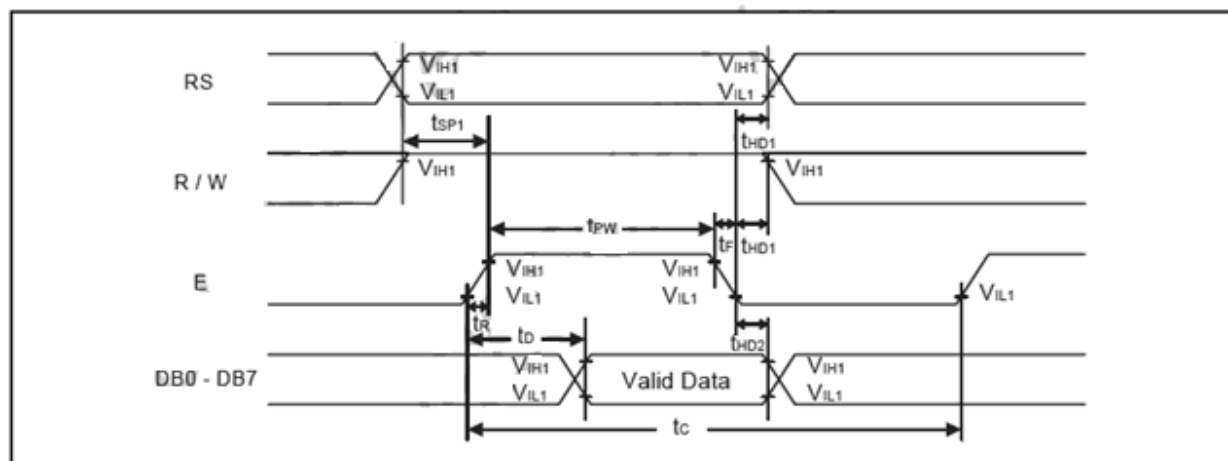 RS
VIH1
VIH1
VIL1
VIL1
tSP1
tHD1
R / W
VIH1
VIH1
tPW
tF
tHD1
E
VIH1
VIH1
VIL1
VIL1
VIL1
tR
tD
tHD2
DB0 - DB7
VIH1
Valid Data
VIH1
VIL1
VIL1
tC